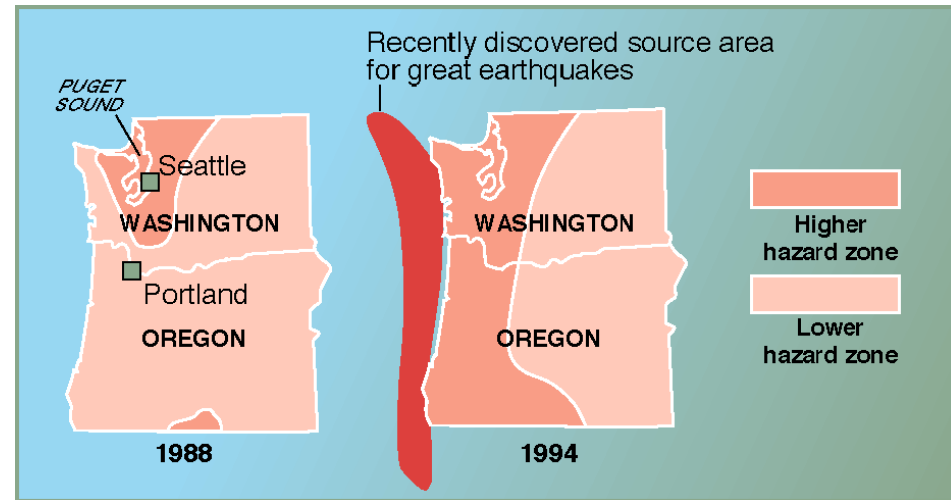 Recently discovered source area
for great earthquakes
PUGET
SOUND
Seattle
WASHINGTON
Portland
OREGON
1988
WASHINGTON
OREGON
1994
Higher
hazard zone
Lower
hazard zone